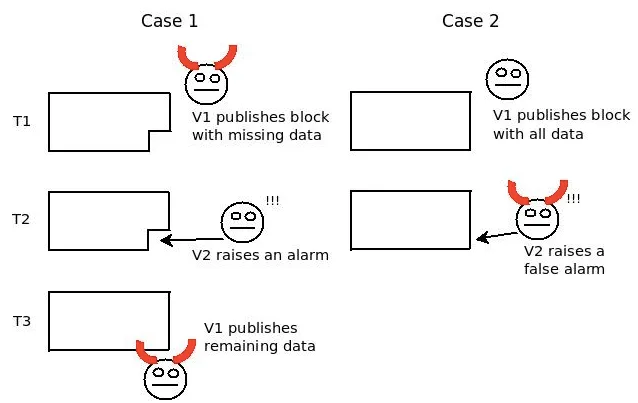 Case 1
Case 2
T1
V1 publishes block
with missing data
V1 publishes block
with all data
T2
!!!
V2 raises an alarm
!!!
V2 raises a
false alarm
T3
V1 publishes
remaining data